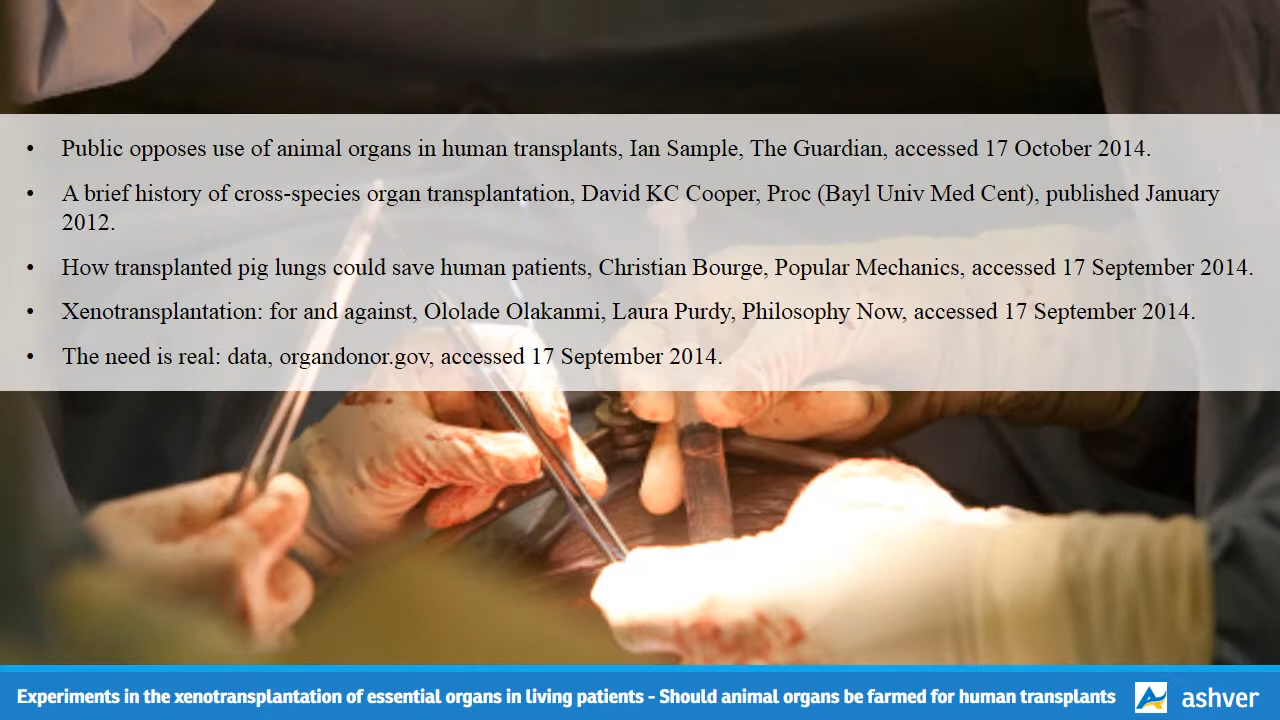 • Public opposes use of animal organs in human transplants, Ian Sample, The Guardian, accessed 17 October 2014.
• A brief history of cross-species organ transplantation, David KC Cooper, Proc (Bayl Univ Med Cent), published January
2012.
• How transplanted pig lungs could save human patients, Christian Bourge, Popular Mechanics, accessed 17 September 2014.
• Xenotransplantation: for and against, Ololade Olakanmi, Laura Purdy, Philosophy Now, accessed 17 September 2014.
• The need is real: data, organdonor.gov, accessed 17 September 2014.
Experiments in the xenotransplantation of essential organs in living patients - Should animal organs be farmed for human transplants
ashver